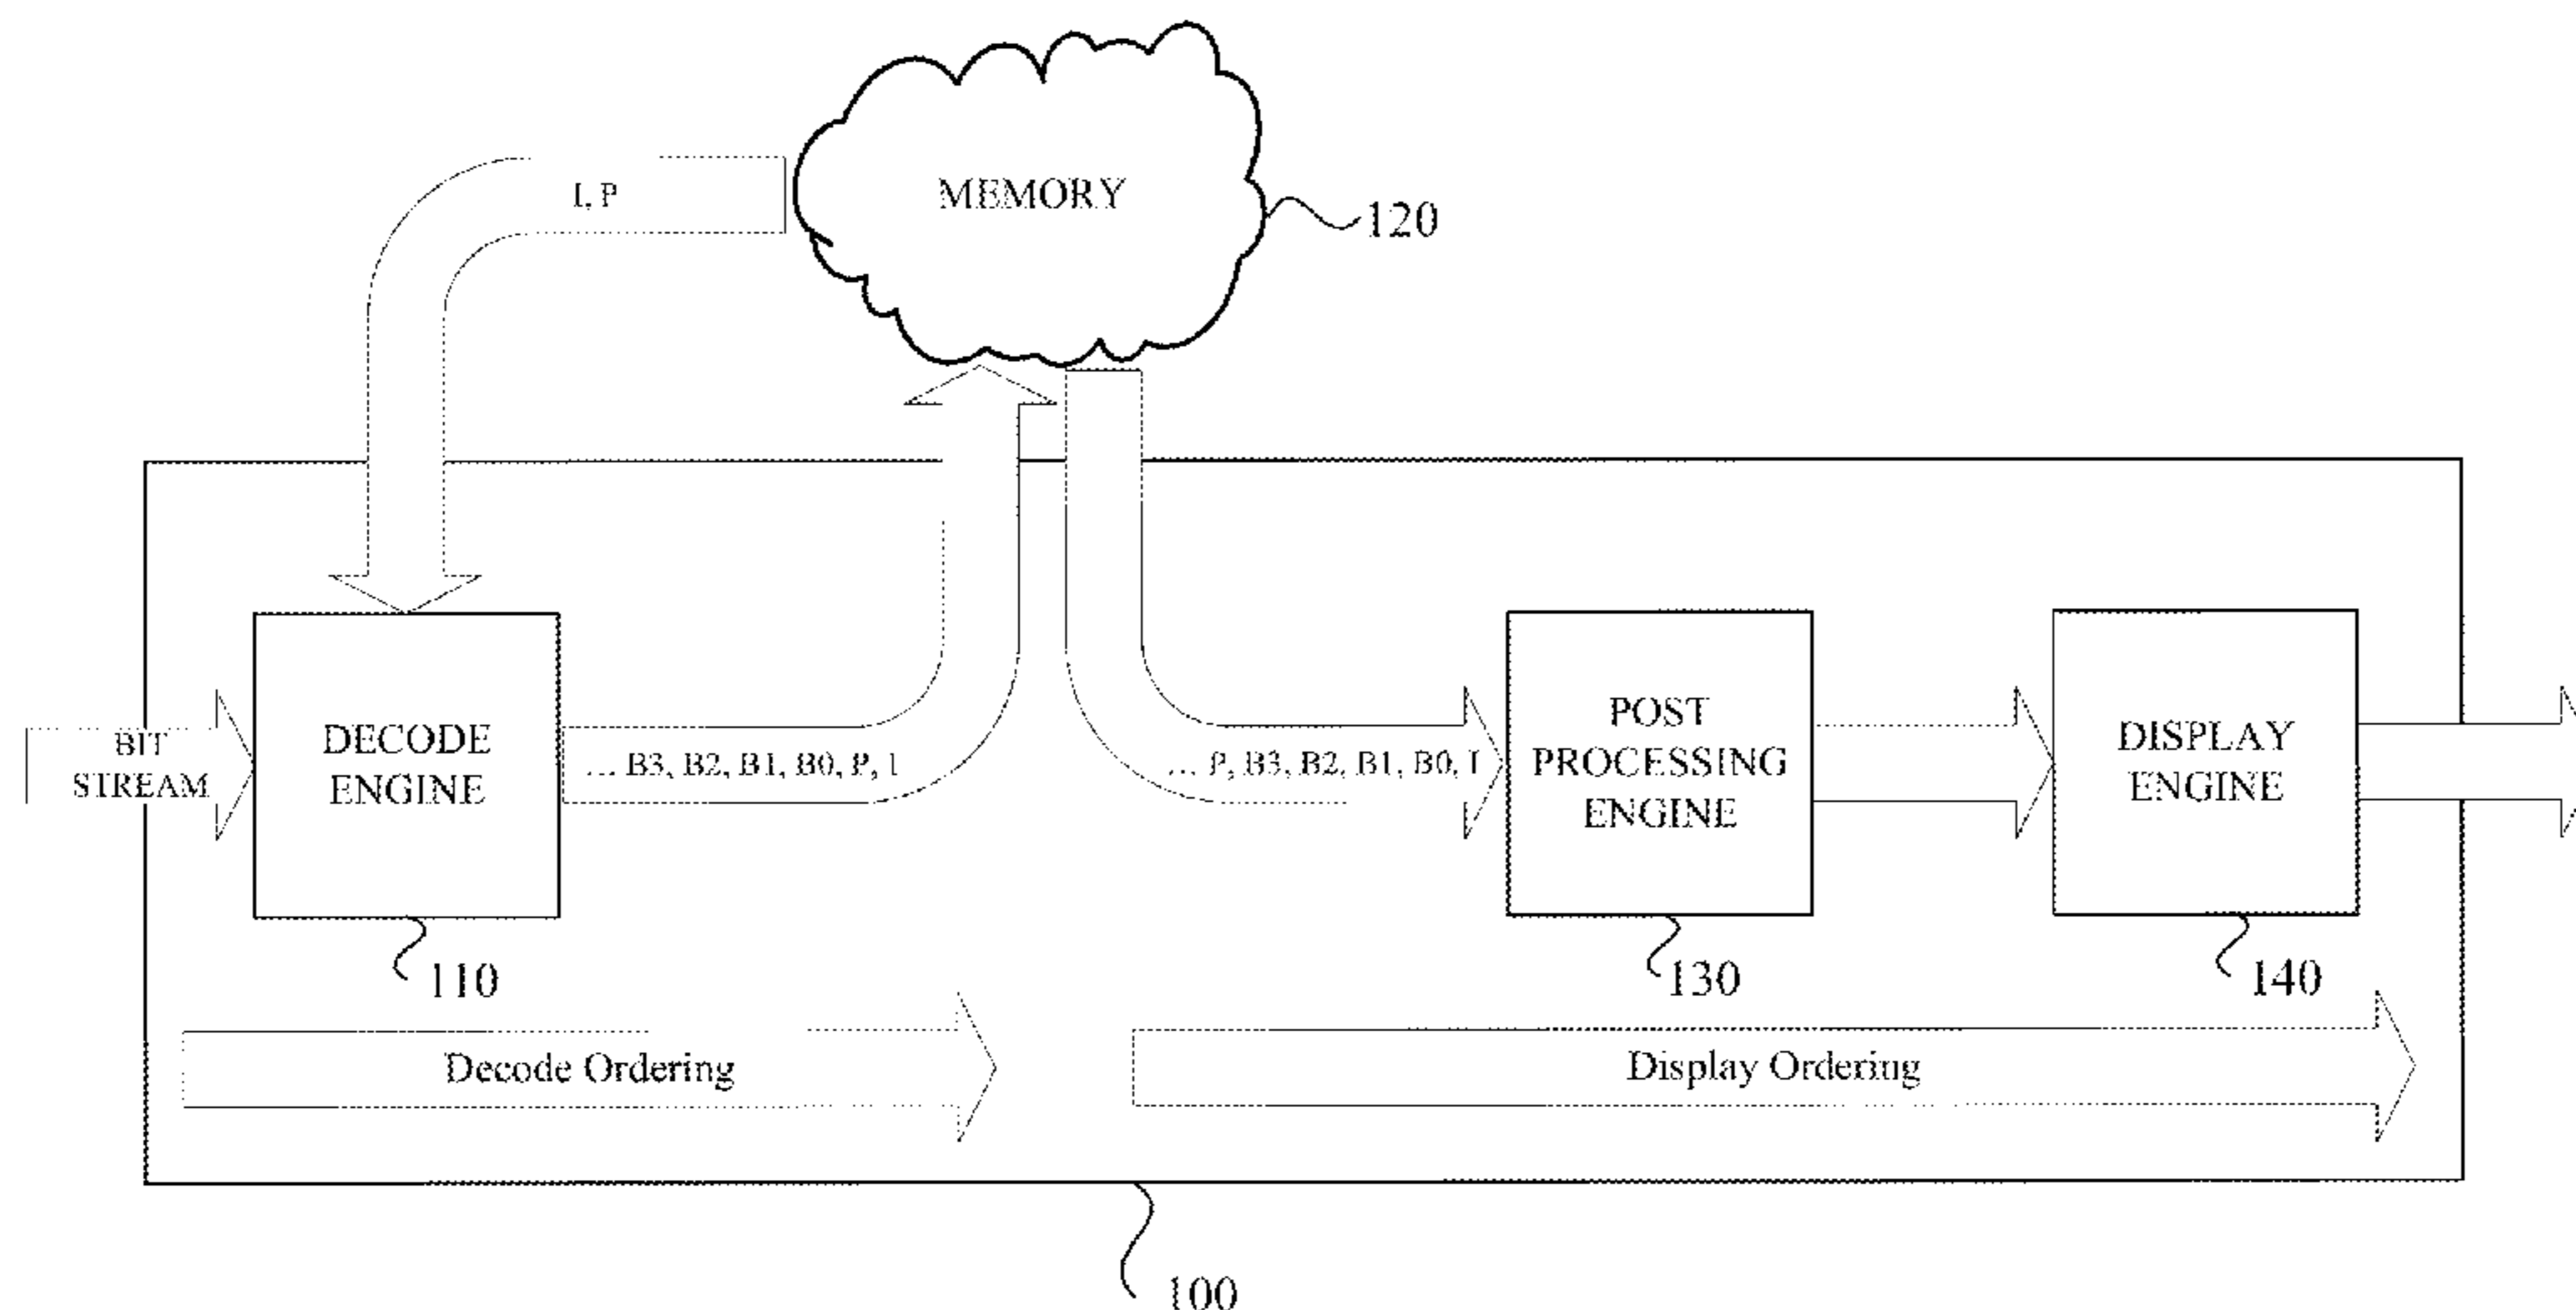 MEMORY
120
I, P
BIT
STREAM
DECODE
ENGINE
110
... B3, B2, B1, B0, P, I
... P, B3, B2, B1, B0, I
POST
PROCESSING
ENGINE
130
DISPLAY
ENGINE
140
Decode Ordering
Display Ordering
100